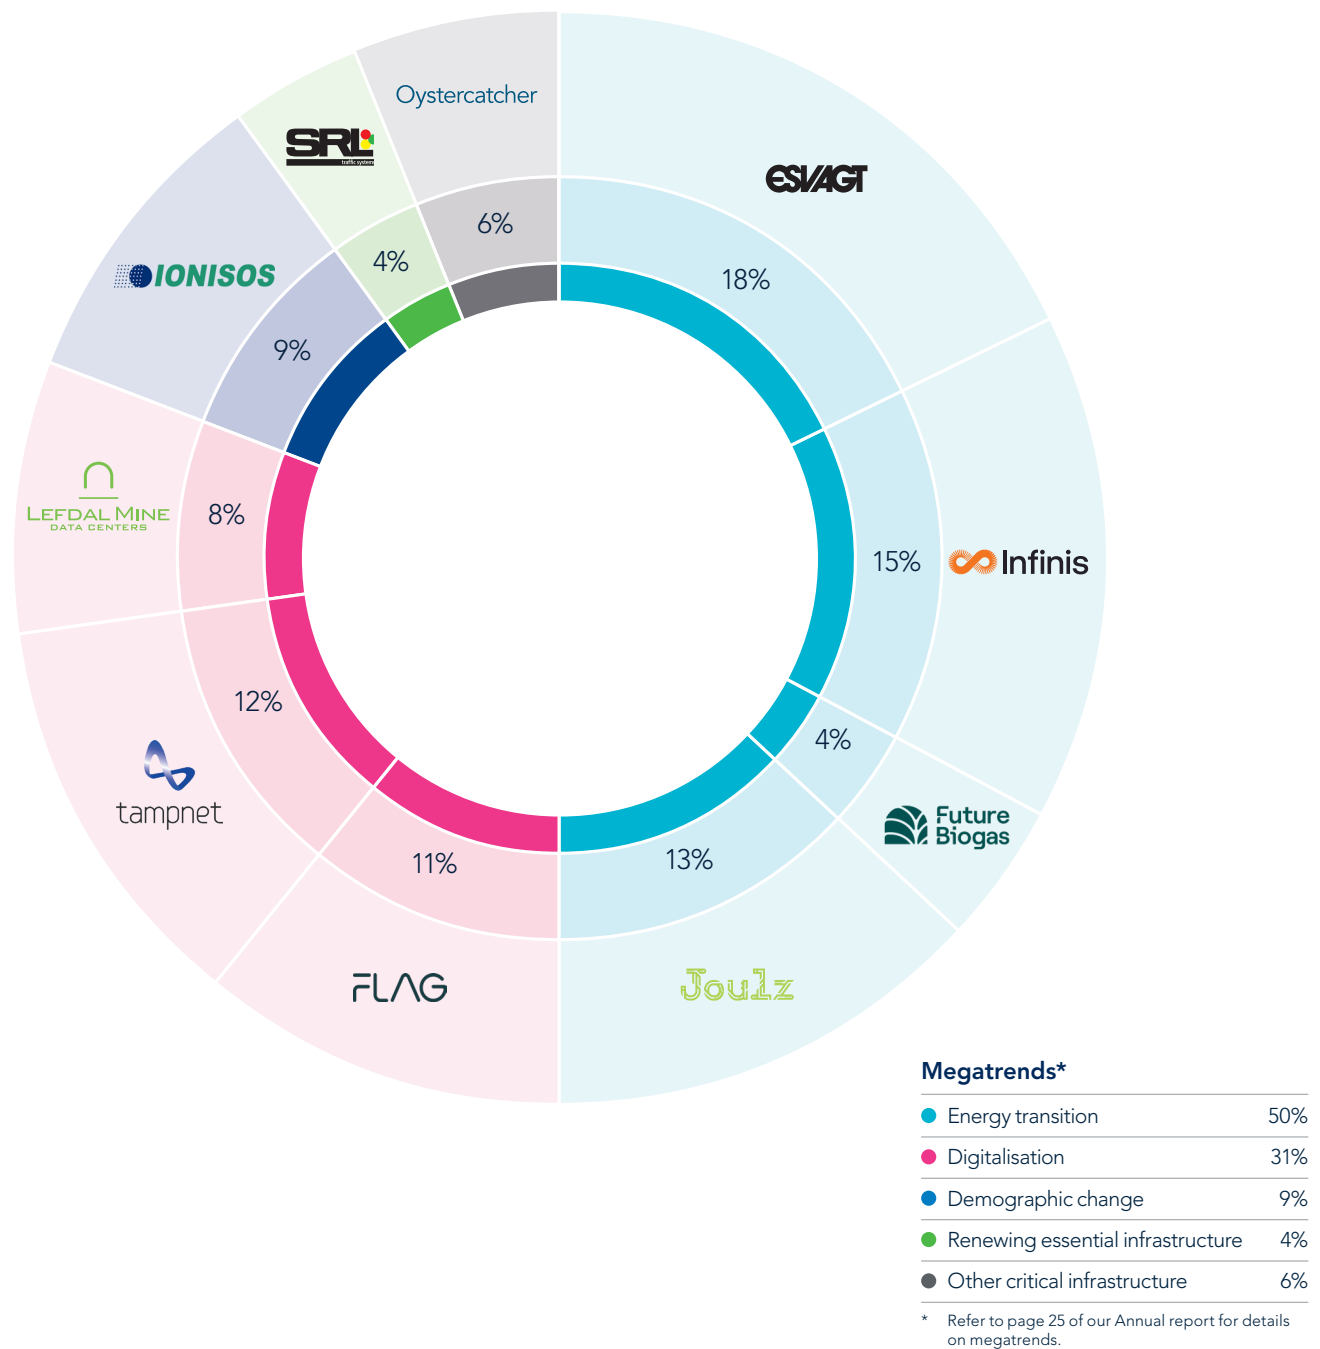 Oystercatcher
6%
ESVAGT
18%
Infinis
15%
Future
Biogas
4%
Joulz
13%
FLAG
11%
tampnet
12%
LEFDAL MINE
DATA CENTERS
8%
IONISOS
9%
SRL
traffic systems
4%
Megatrends*
Energy transition 50%
Digitalisation 31%
Demographic change 9%
Renewing essential infrastructure 4%
Other critical infrastructure 6%
* Refer to page 25 of our Annual report for details
on megatrends.